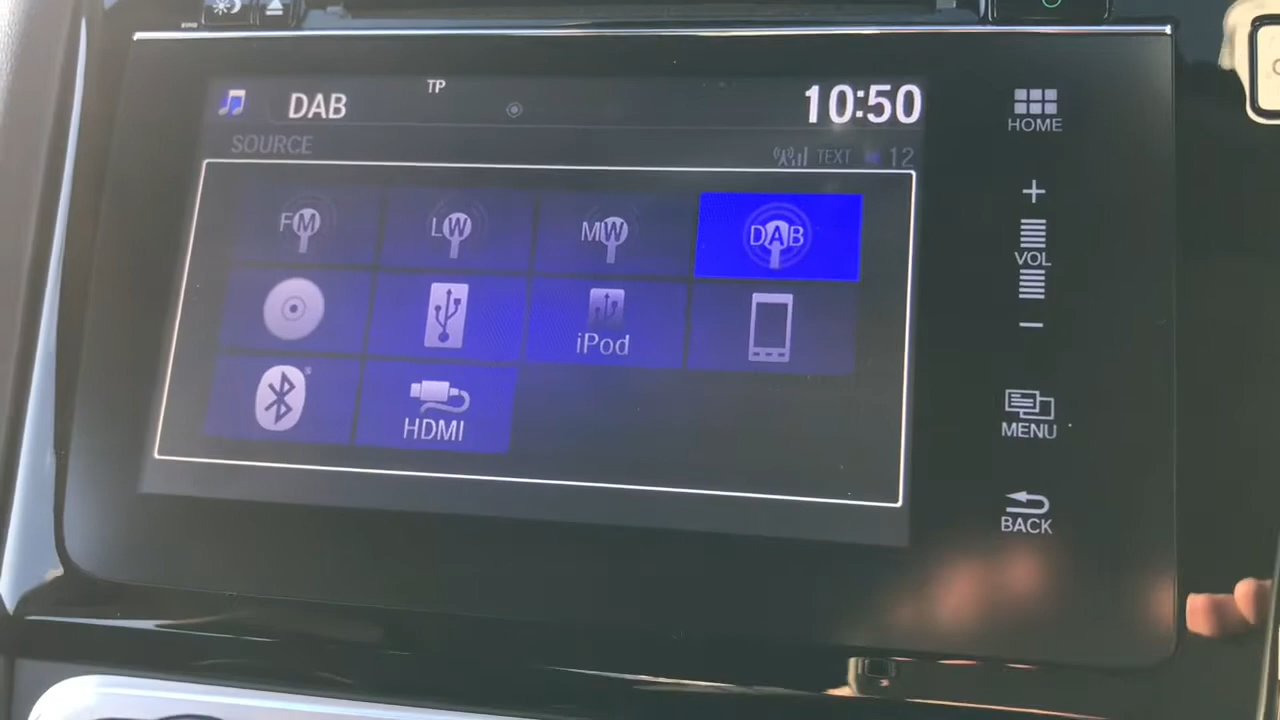 DAB
TP
10:50
SOURCE
TEXT
12
FM
LW
MW
DAB
iPod
HDMI
HOME
+
VOL
−
MENU
BACK